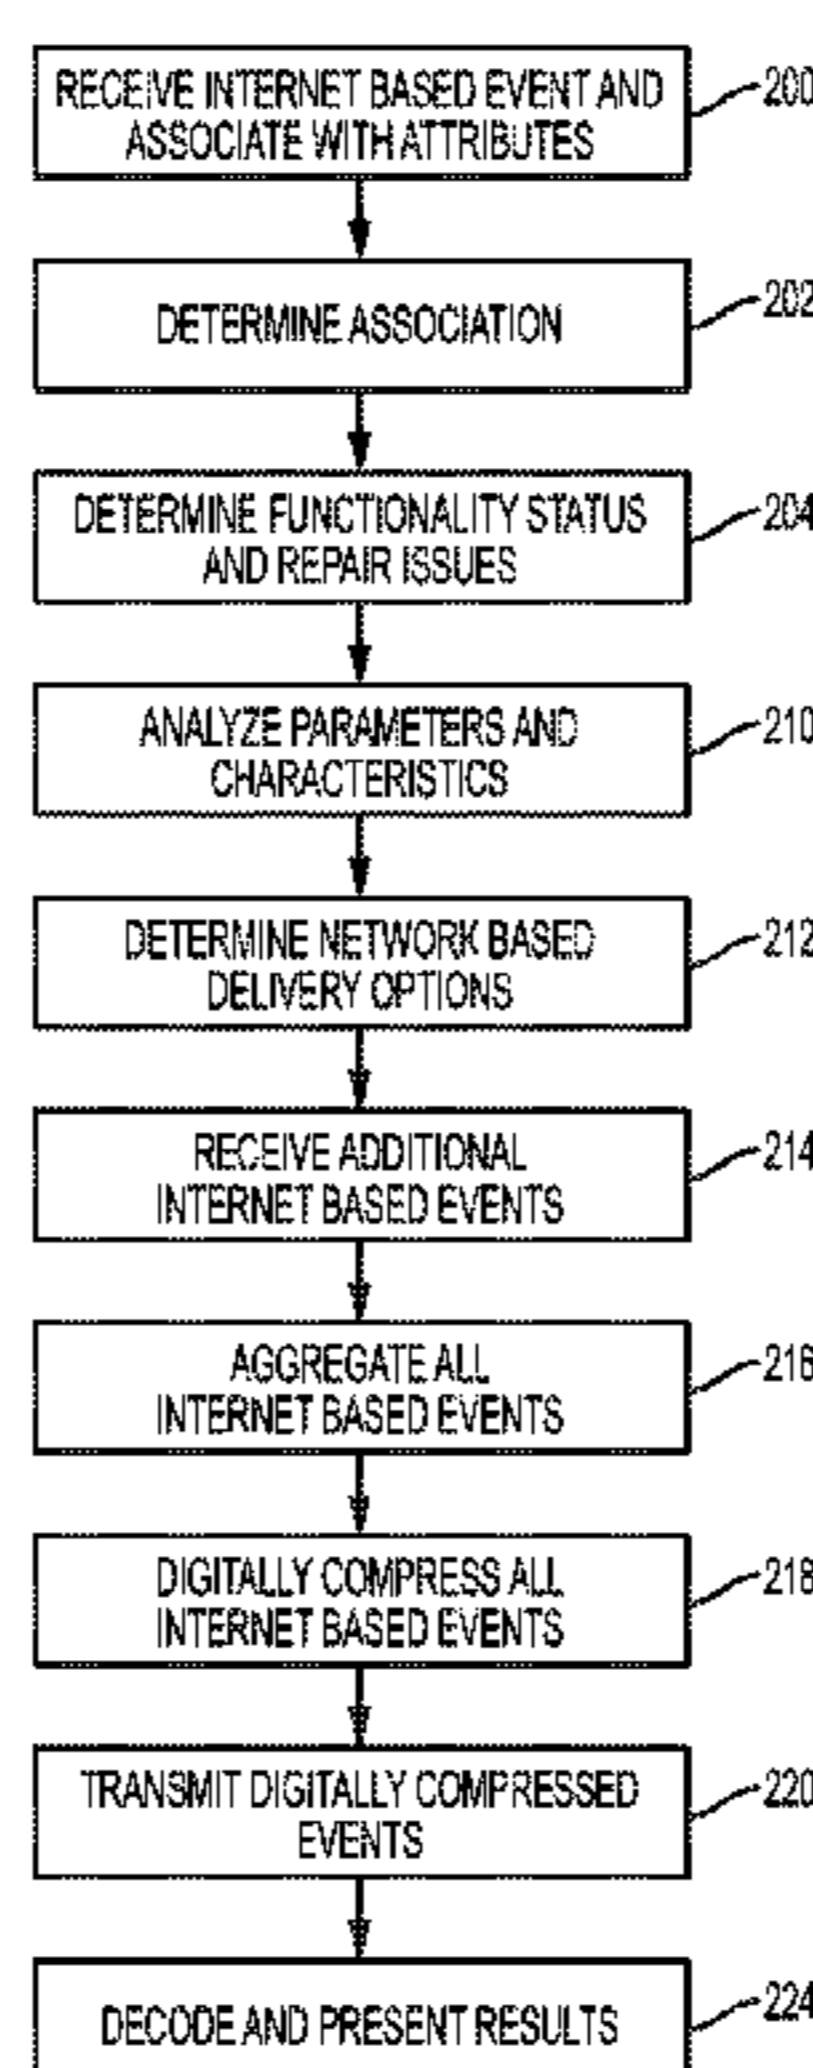 RECEIVE INTERNET BASED EVENT AND
ASSOCIATE WITH ATTRIBUTES
200
DETERMINE ASSOCIATION
202
DETERMINE FUNCTIONALITY STATUS
AND REPAIR ISSUES
204
ANALYZE PARAMETERS AND
CHARACTERISTICS
210
DETERMINE NETWORK BASED
DELIVERY OPTIONS
212
RECEIVE ADDITIONAL
INTERNET BASED EVENTS
214
AGGREGATE ALL
INTERNET BASED EVENTS
216
DIGITALLY COMPRESS ALL
INTERNET BASED EVENTS
218
TRANSMIT DIGITALLY COMPRESSED
EVENTS
220
DECODE AND PRESENT RESULTS
224